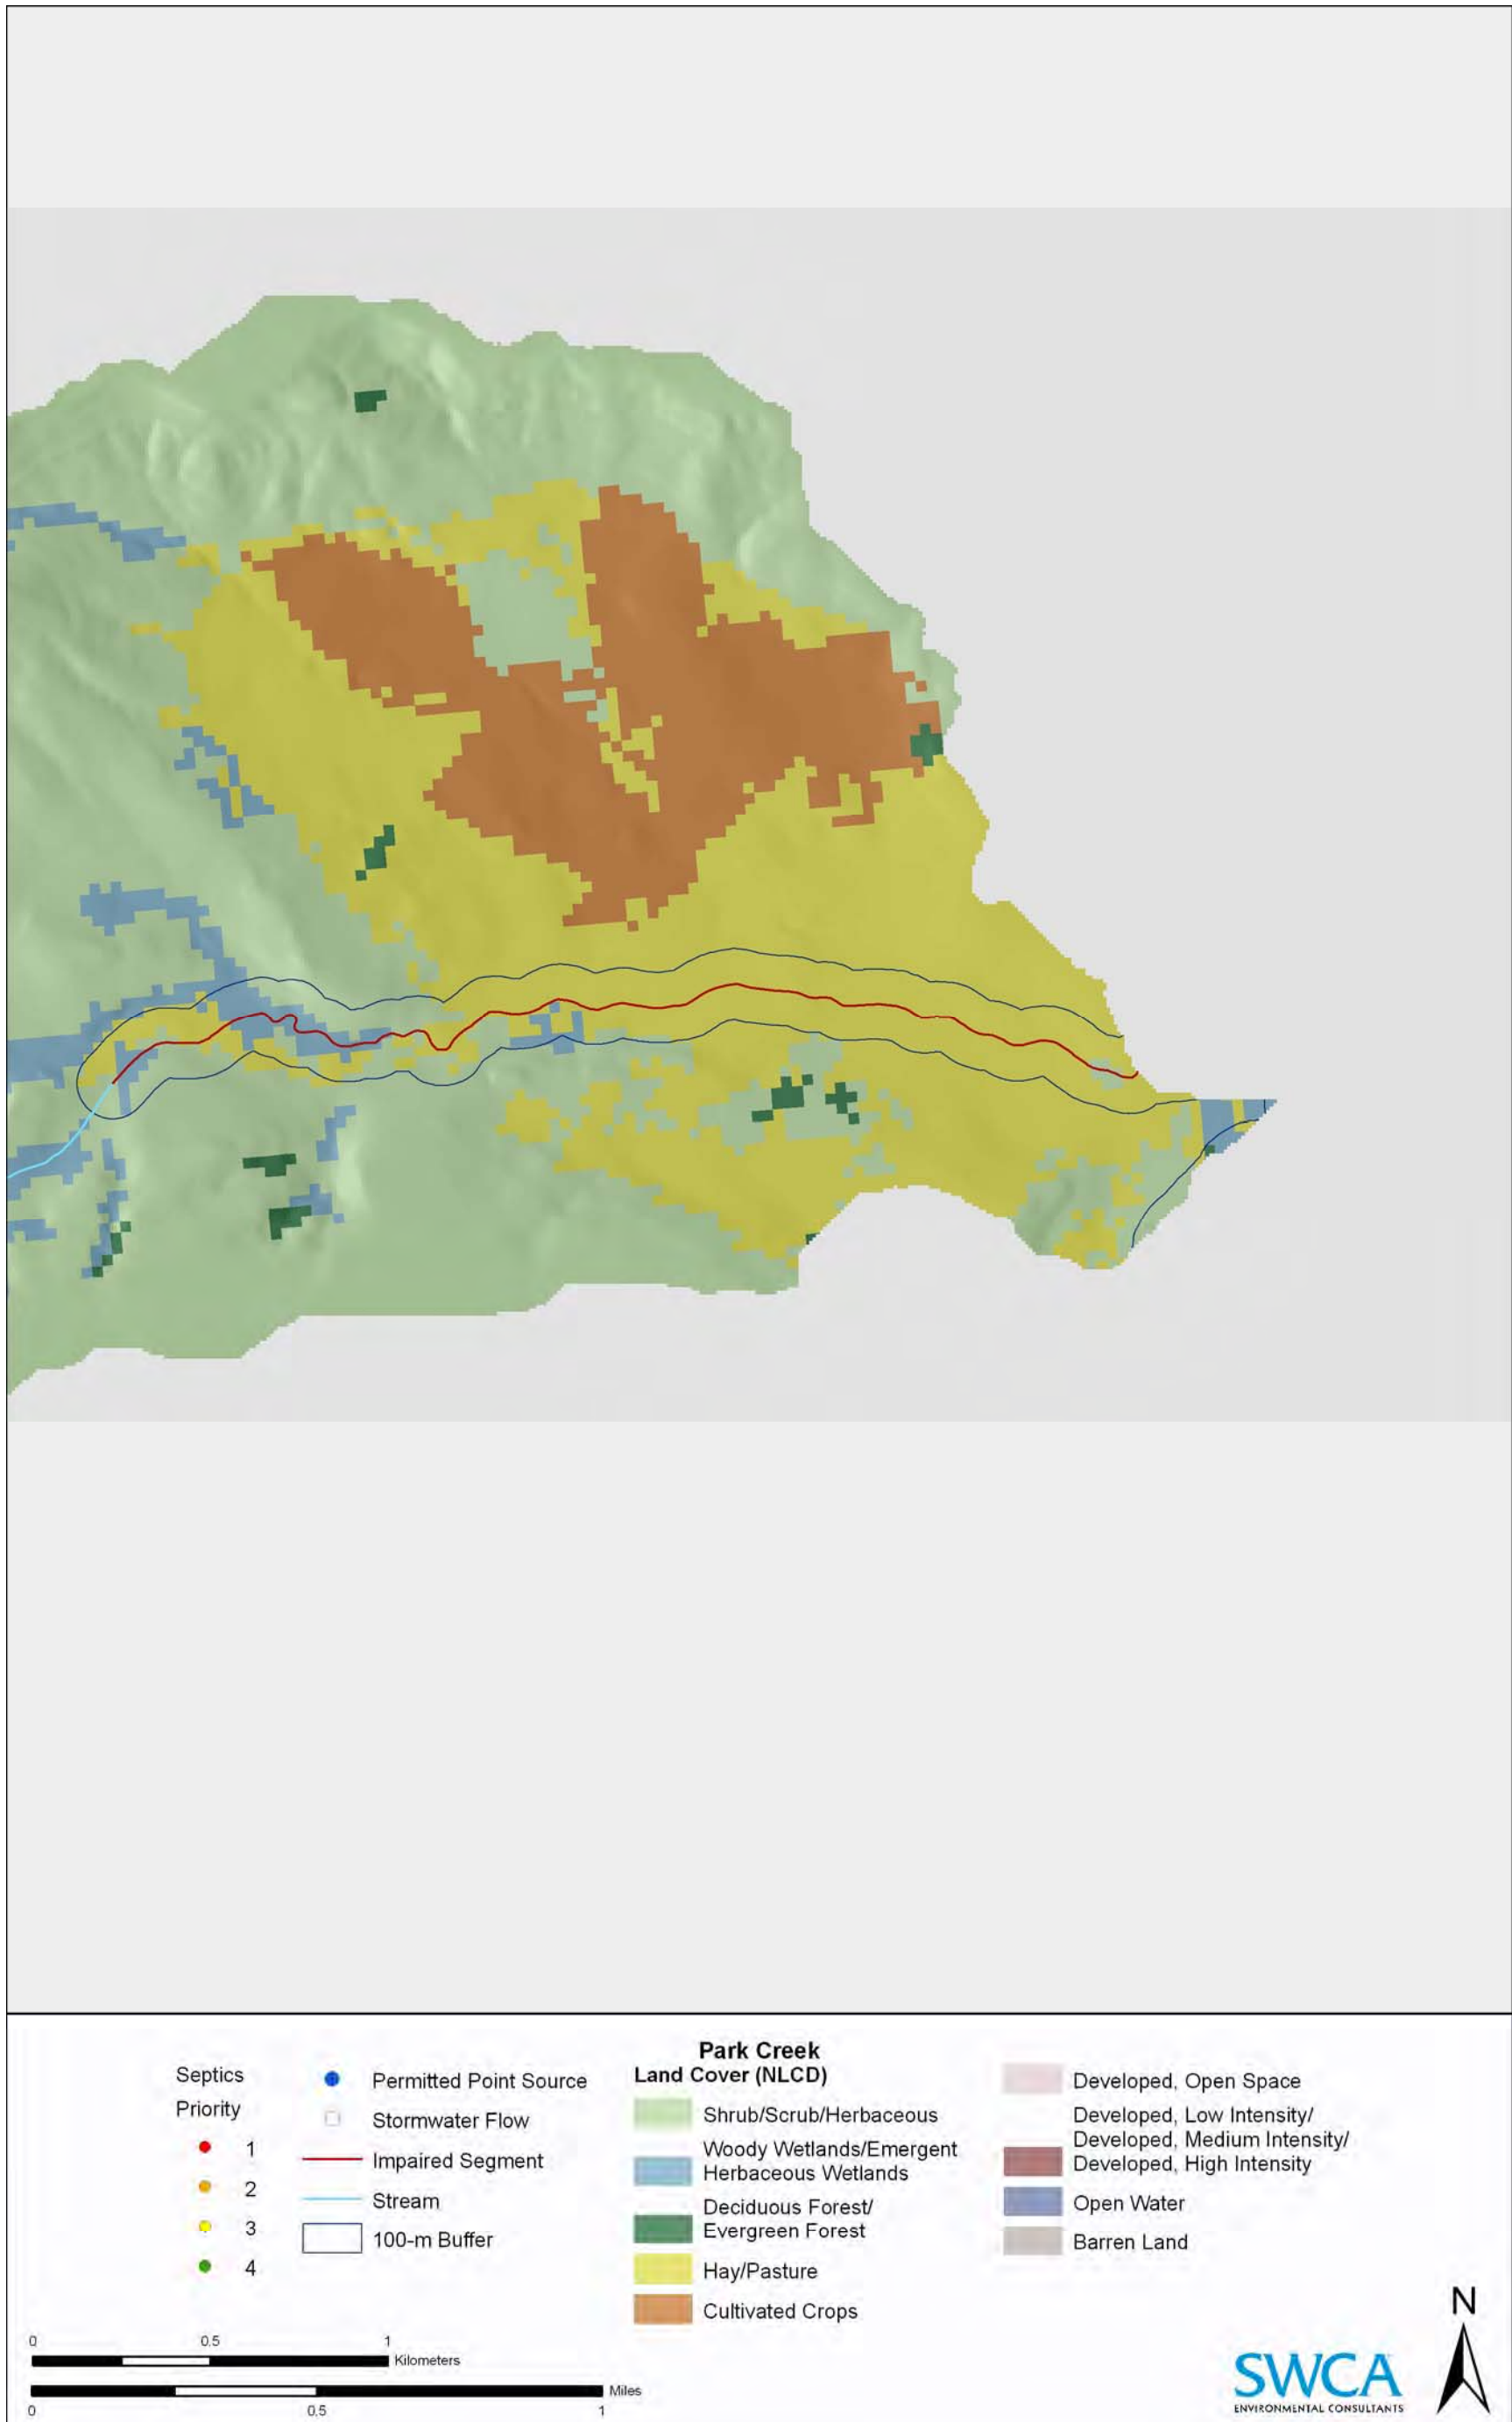 Septics
Priority
1
2
3
4
Permitted Point Source
Stormwater Flow
Impaired Segment
Stream
100-m Buffer
Park Creek
Land Cover (NLCD)
Shrub/Scrub/Herbaceous
Woody Wetlands/Emergent
Herbaceous Wetlands
Deciduous Forest/
Evergreen Forest
Hay/Pasture
Cultivated Crops
Developed, Open Space
Developed, Low Intensity/
Developed, Medium Intensity/
Developed, High Intensity
Open Water
Barren Land
0 0.5 1
Kilometers
Miles
0 0.5 1
SWCA
ENVIRONMENTAL CONSULTANTS
N